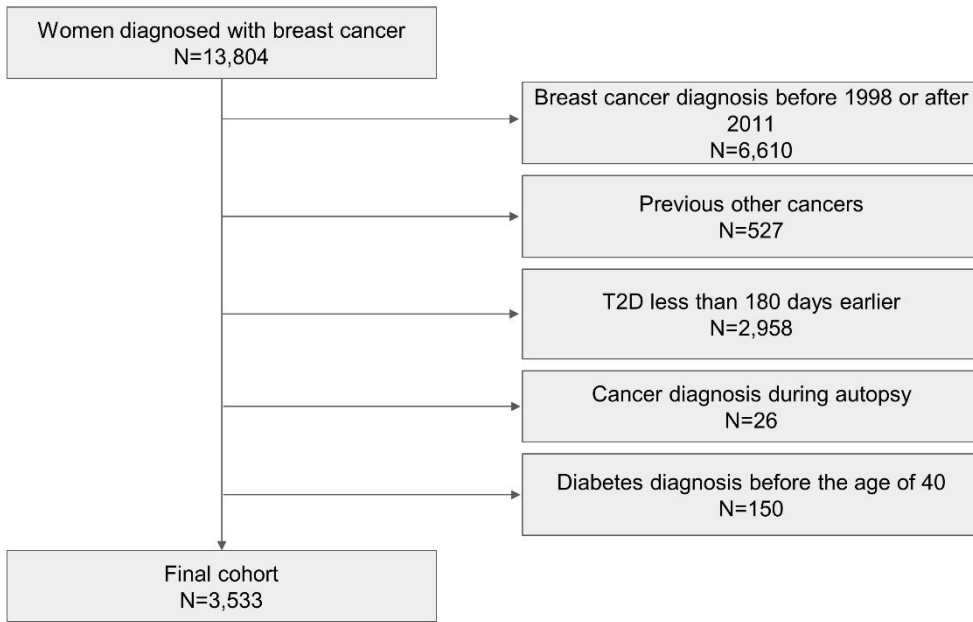 Women diagnosed with breast cancer
N=13,804
Breast cancer diagnosis before 1998 or after
2011
N=6,610
Previous other cancers
N=527
T2D less than 180 days earlier
N=2,958
Cancer diagnosis during autopsy
N=26
Diabetes diagnosis before the age of 40
N=150
Final cohort
N=3,533